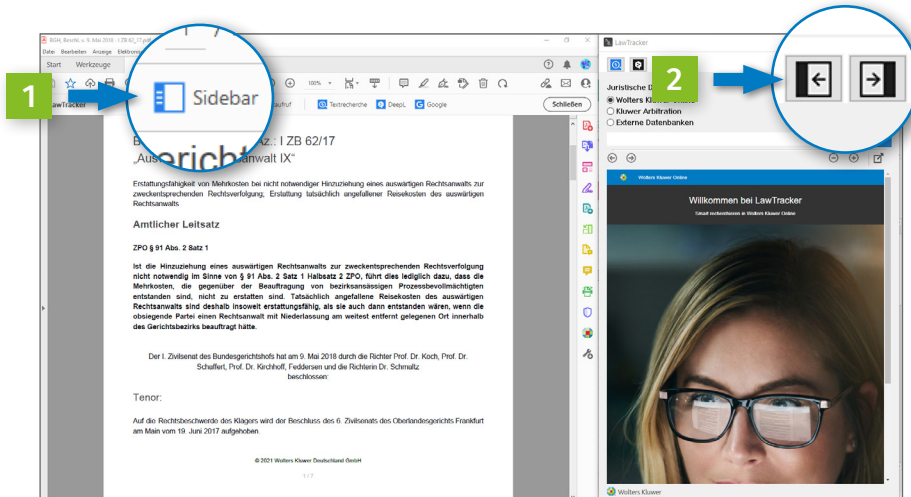 BGH, Beschl. v. 9. Mai 2018 - I ZB 62_17.pdf
Datei Bearbeiten Anzeige
Start Werkzeuge
100%
LawTracker
Sidebar
Textrecherche DeepL Google Schließen
1
Az.: I ZB 62/17
anwalt IX“
Erstattungsfähigkeit von Mehrkosten bei nicht notwendiger Hinzuziehung eines auswärtigen Rechtsanwalts zur
zweckentsprechenden Rechtsverfolgung; Erstattung tatsächlich angefallener Reisekosten des auswärtigen
Rechtsanwalts
Amtlicher Leitsatz
ZPO § 91 Abs. 2 Satz 1
Ist die Hinzuziehung eines auswärtigen Rechtsanwalts zur zweckentsprechenden Rechtsverfolgung
nicht notwendig im Sinne von § 91 Abs. 2 Satz 1 Halbsatz 2 ZPO, führt dies lediglich dazu, dass die
Mehrkosten, die gegenüber der Beauftragung von bezirksansässigen Prozessbevollmächtigten
entstanden sind, nicht zu erstatten sind. Tatsächlich angefallene Reisekosten des auswärtigen
Rechtsanwalts sind deshalb insoweit erstattungsfähig, als sie auch dann entstanden wären, wenn die
obsiegende Partei einen Rechtsanwalt mit Niederlassung am weitest entfernt gelegenen Ort innerhalb
des Gerichtsbezirks beauftragt hätte.
Der I. Zivilsenat des Bundesgerichtshofs hat am 9. Mai 2018 durch die Richter Prof. Dr. Koch, Prof. Dr.
Schaffert, Prof. Dr. Kirchhoff, Feddersen und die Richterin Dr. Schmaltz
beschlossen:
Tenor:
Auf die Rechtsbeschwerde des Klägers wird der Beschluss des 6. Zivilsenats des Oberlandesgerichts Frankfurt
am Main vom 19. Juni 2017 aufgehoben.
© 2021 Wolters Kluwer Deutschland GmbH
1 / 7
LawTracker
2
Juristische
Wolters Kluwer Online
Kluwer Arbitration
Externe Datenbanken
Wolters Kluwer Online
Willkommen bei LawTracker
Smart recherchieren in Wolters Kluwer Online
Wolters Kluwer